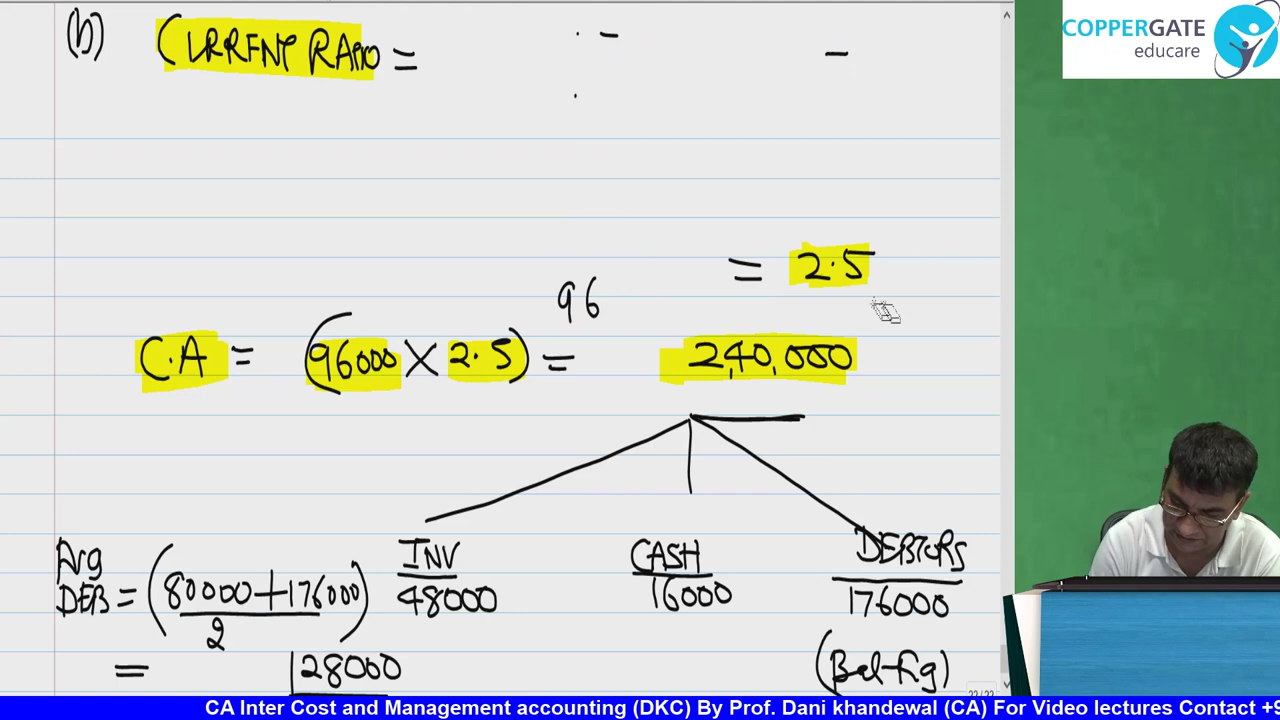 COPPERGATE
educare
(b) CURRENT RATIO =
= 2.5
96
C.A = (96000 × 2.5) = 240,000
INV CASH DEBTORS
48000 16000 176000
Avg
DEB = (80000 + 176000)
2
= 128000
(Bal-fig)
22/22
CA Inter Cost and Management accounting (DKC) By Prof. Dani khandewal (CA) For Video lectures Contact +9